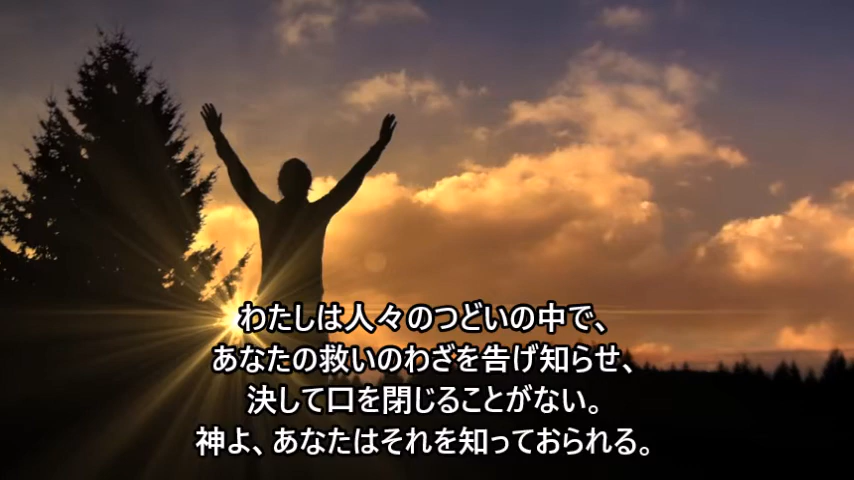 わたしは人々のつどいの中で、
あなたの救いのわざを告げ知らせ、
決して口を閉じることがない。
神よ、あなたはそれを知っておられる。